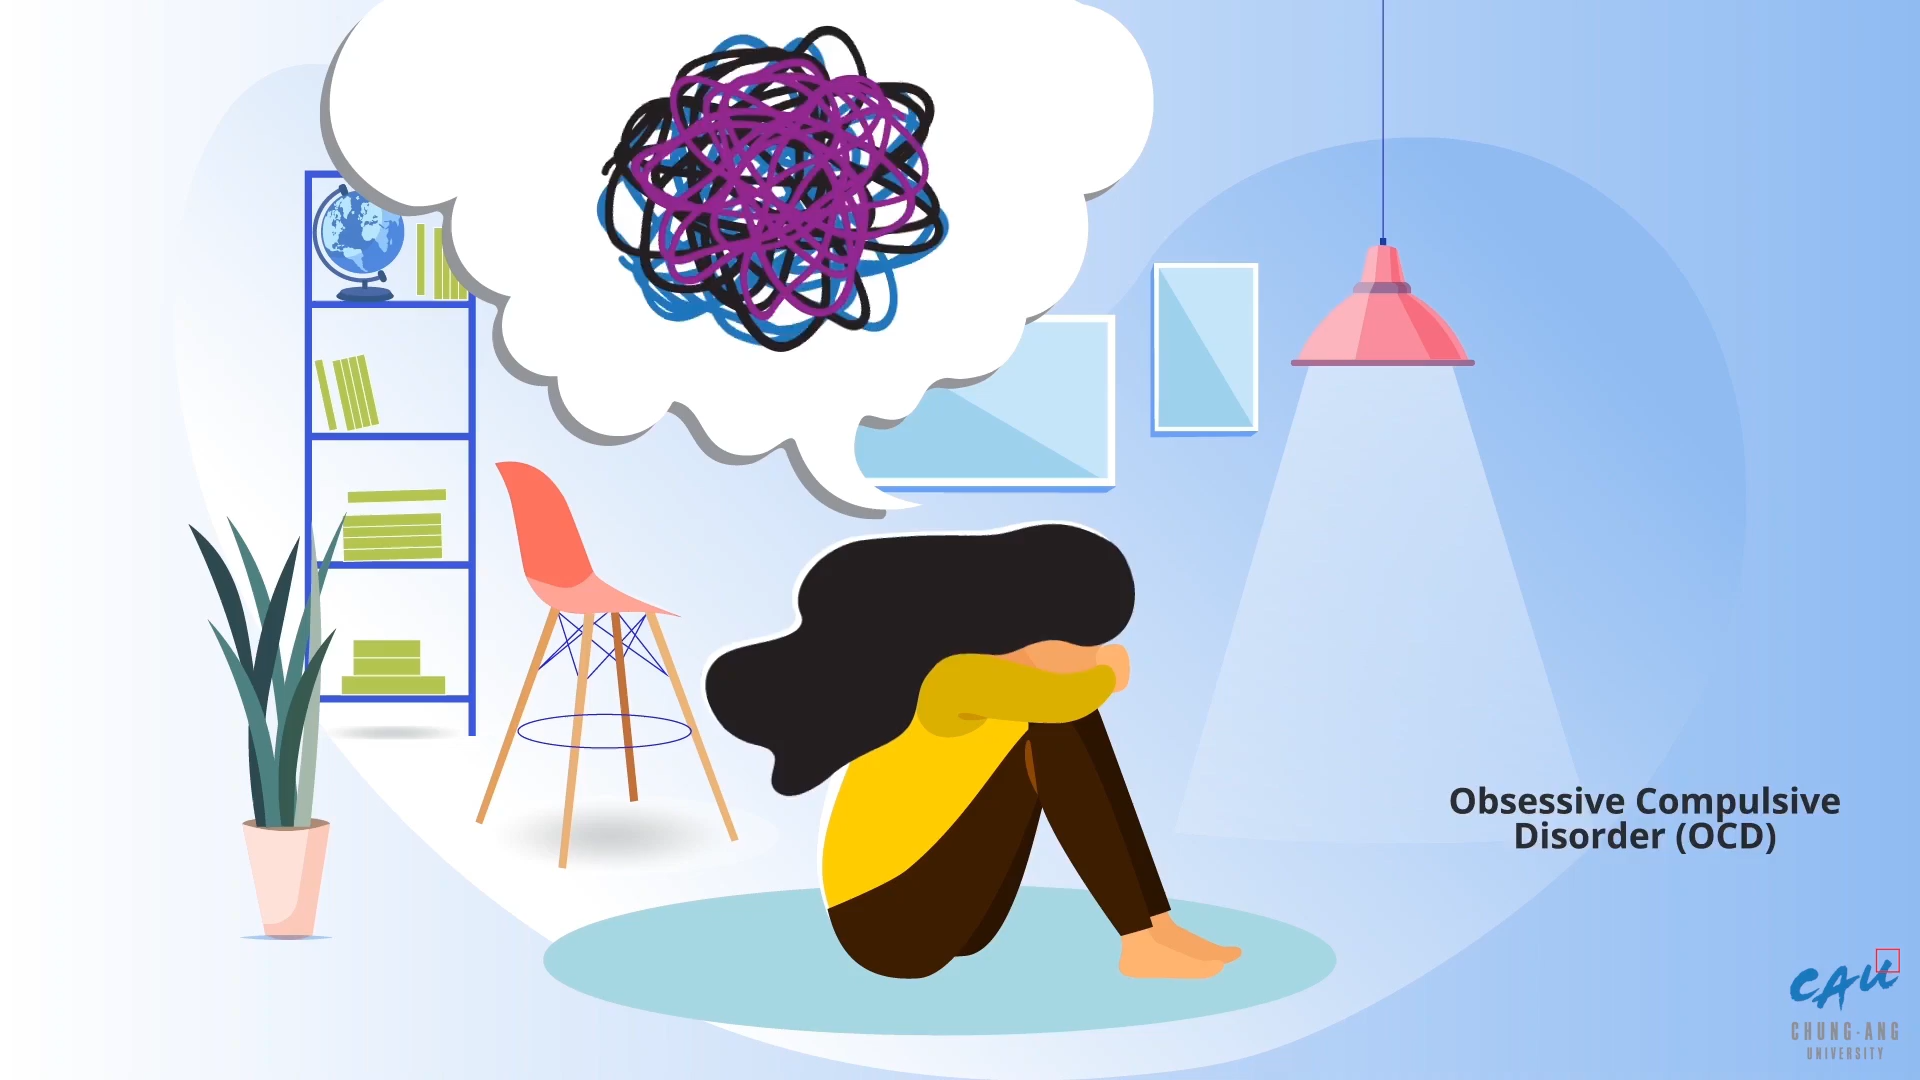 Obsessive Compulsive
Disorder (OCD)
CAU
CHUNG-ANG
UNIVERSITY